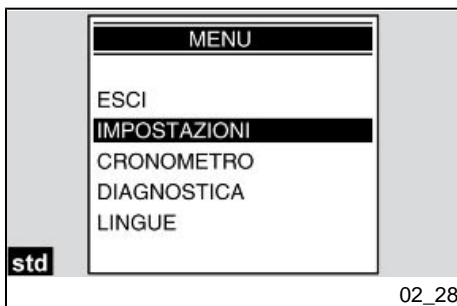 MENU
ESCI
IMPOSTAZIONI
CRONOMETRO
DIAGNOSTICA
LINGUE
std
02_28